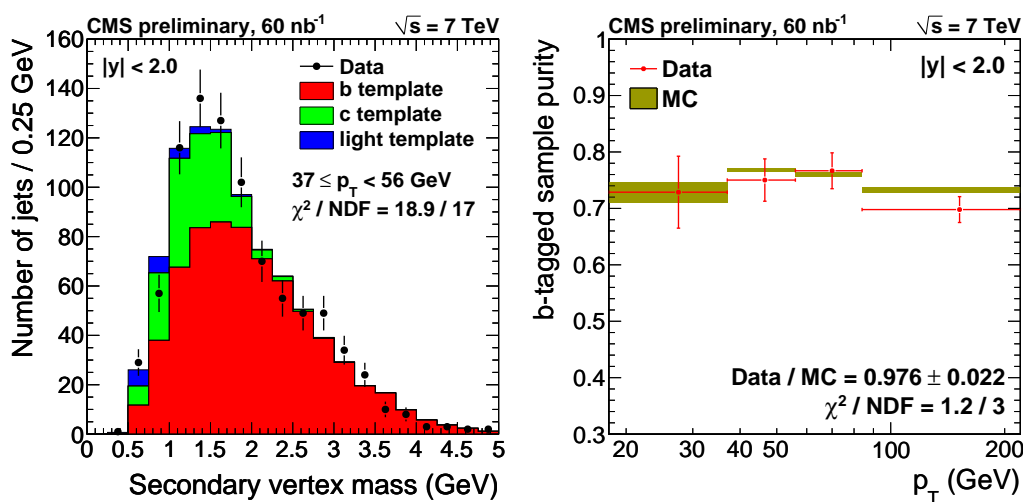 CMS preliminary, 60 nb⁻¹ √s = 7 TeV
|y| < 2.0
Data
b template
c template
light template
37 ≤ p_T < 56 GeV
χ² / NDF = 18.9 / 17
Number of jets / 0.25 GeV
160
140
120
100
80
60
40
20
0
0 0.5 1 1.5 2 2.5 3 3.5 4 4.5 5
Secondary vertex mass (GeV)
CMS preliminary, 60 nb⁻¹ √s = 7 TeV
Data
MC
|y| < 2.0
b-tagged sample purity
1
0.9
0.8
0.7
0.6
0.5
0.4
0.3
Data / MC = 0.976 ± 0.022
χ² / NDF = 1.2 / 3
20 30 40 50 100 200
p_T (GeV)